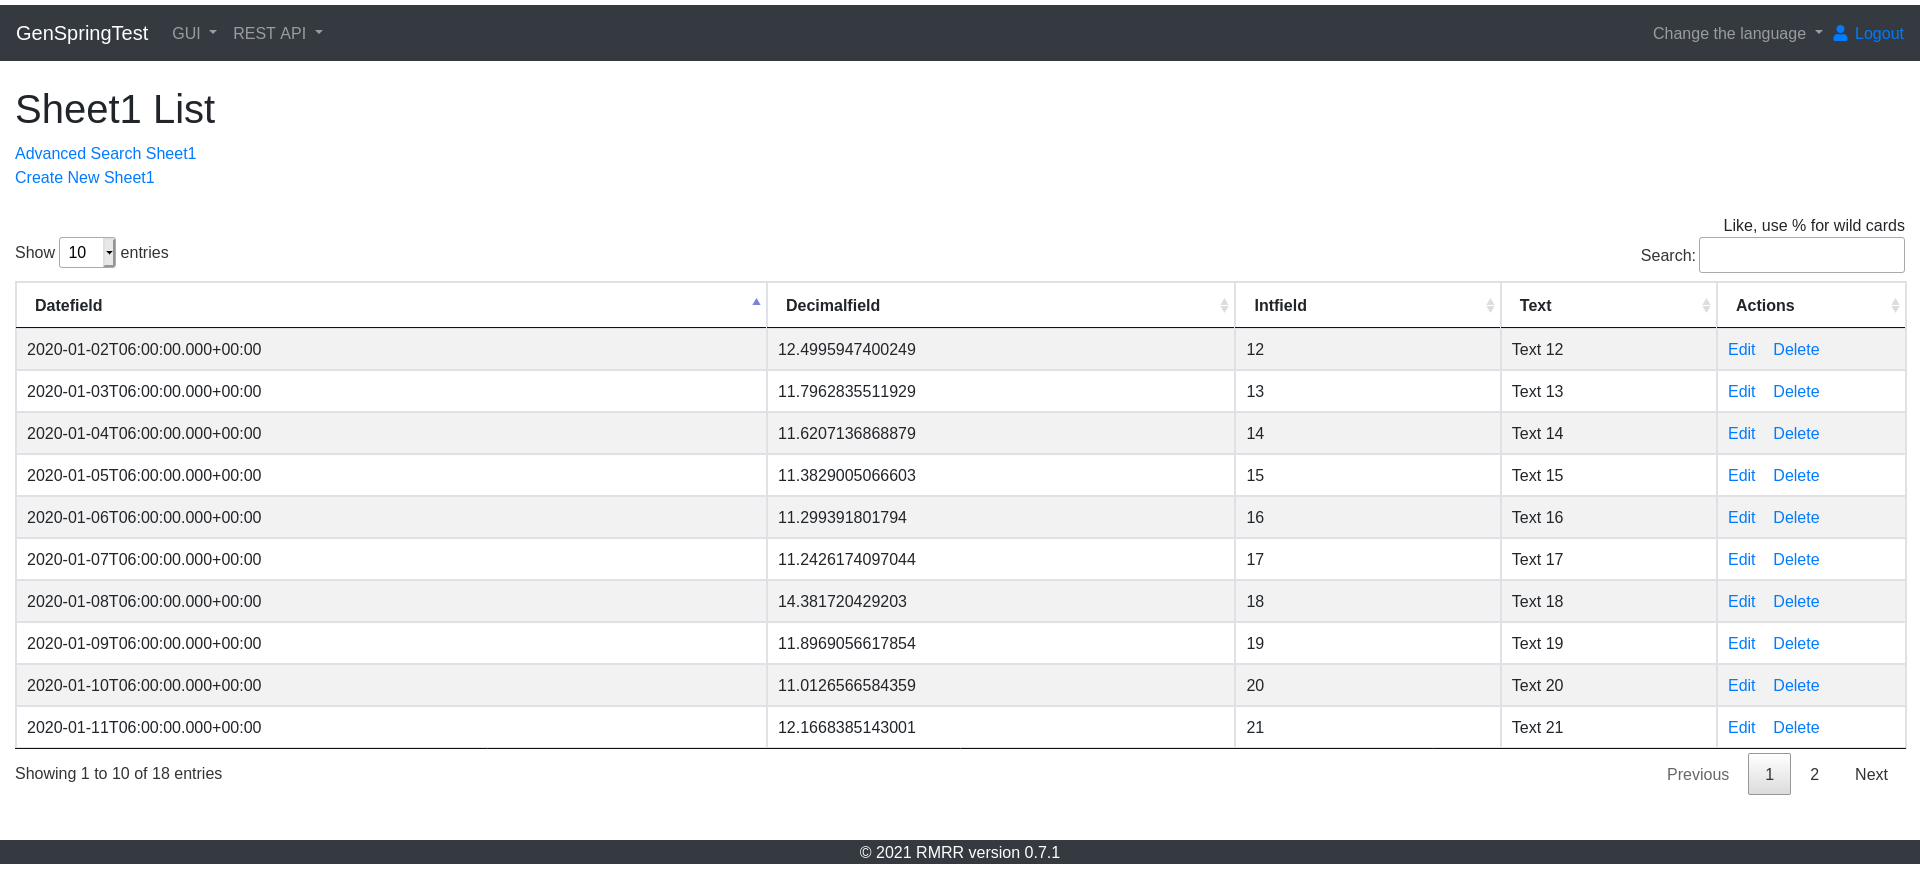 GenSpringTest GUI REST API Change the language Logout
Sheet1 List
Advanced Search Sheet1
Create New Sheet1
Like, use % for wild cards
Show 10 entries Search:
Datefield Decimalfield Intfield Text Actions
2020-01-02T06:00:00.000+00:00 12.4995947400249 12 Text 12 Edit Delete
2020-01-03T06:00:00.000+00:00 11.7962835511929 13 Text 13 Edit Delete
2020-01-04T06:00:00.000+00:00 11.6207136868879 14 Text 14 Edit Delete
2020-01-05T06:00:00.000+00:00 11.3829005066603 15 Text 15 Edit Delete
2020-01-06T06:00:00.000+00:00 11.299391801794 16 Text 16 Edit Delete
2020-01-07T06:00:00.000+00:00 11.2426174097044 17 Text 17 Edit Delete
2020-01-08T06:00:00.000+00:00 14.381720429203 18 Text 18 Edit Delete
2020-01-09T06:00:00.000+00:00 11.8969056617854 19 Text 19 Edit Delete
2020-01-10T06:00:00.000+00:00 11.0126566584359 20 Text 20 Edit Delete
2020-01-11T06:00:00.000+00:00 12.1668385143001 21 Text 21 Edit Delete
Showing 1 to 10 of 18 entries Previous 1 2 Next
© 2021 RMRR version 0.7.1